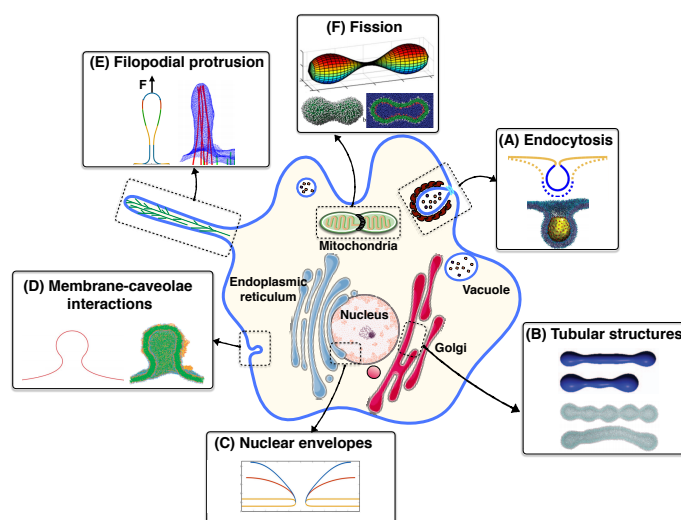 (F) Fission
(E) Filopodial protrusion
F
(A) Endocytosis
Mitochondria
(D) Membrane-caveolae
interactions
Endoplasmic
reticulum
Nucleus
Vacuole
Golgi
(B) Tubular structures
(C) Nuclear envelopes